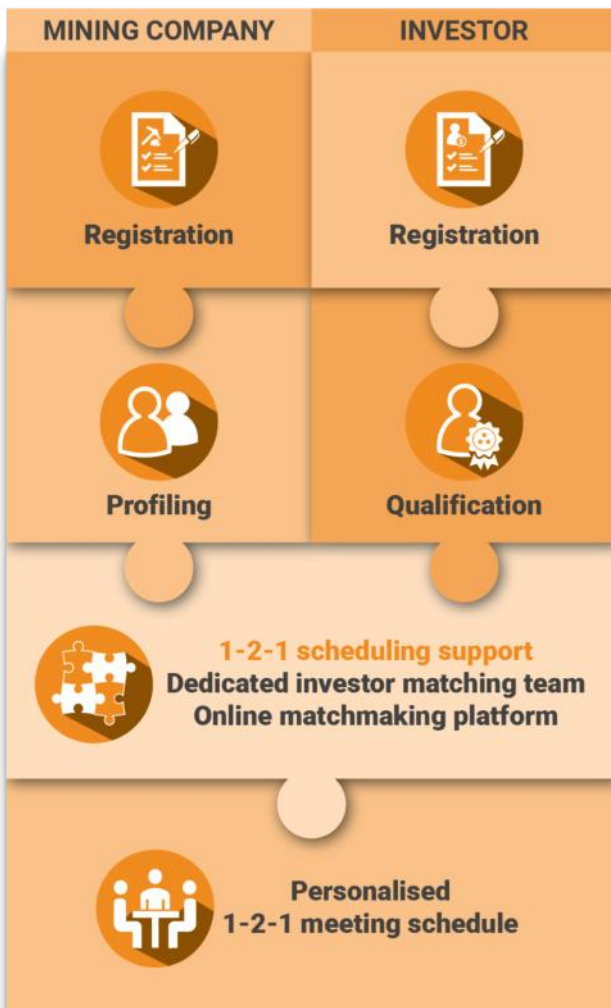 MINING COMPANY
INVESTOR
Registration
Registration
Profiling
Qualification
1-2-1 scheduling support
Dedicated investor matching team
Online matchmaking platform
Personalised
1-2-1 meeting schedule